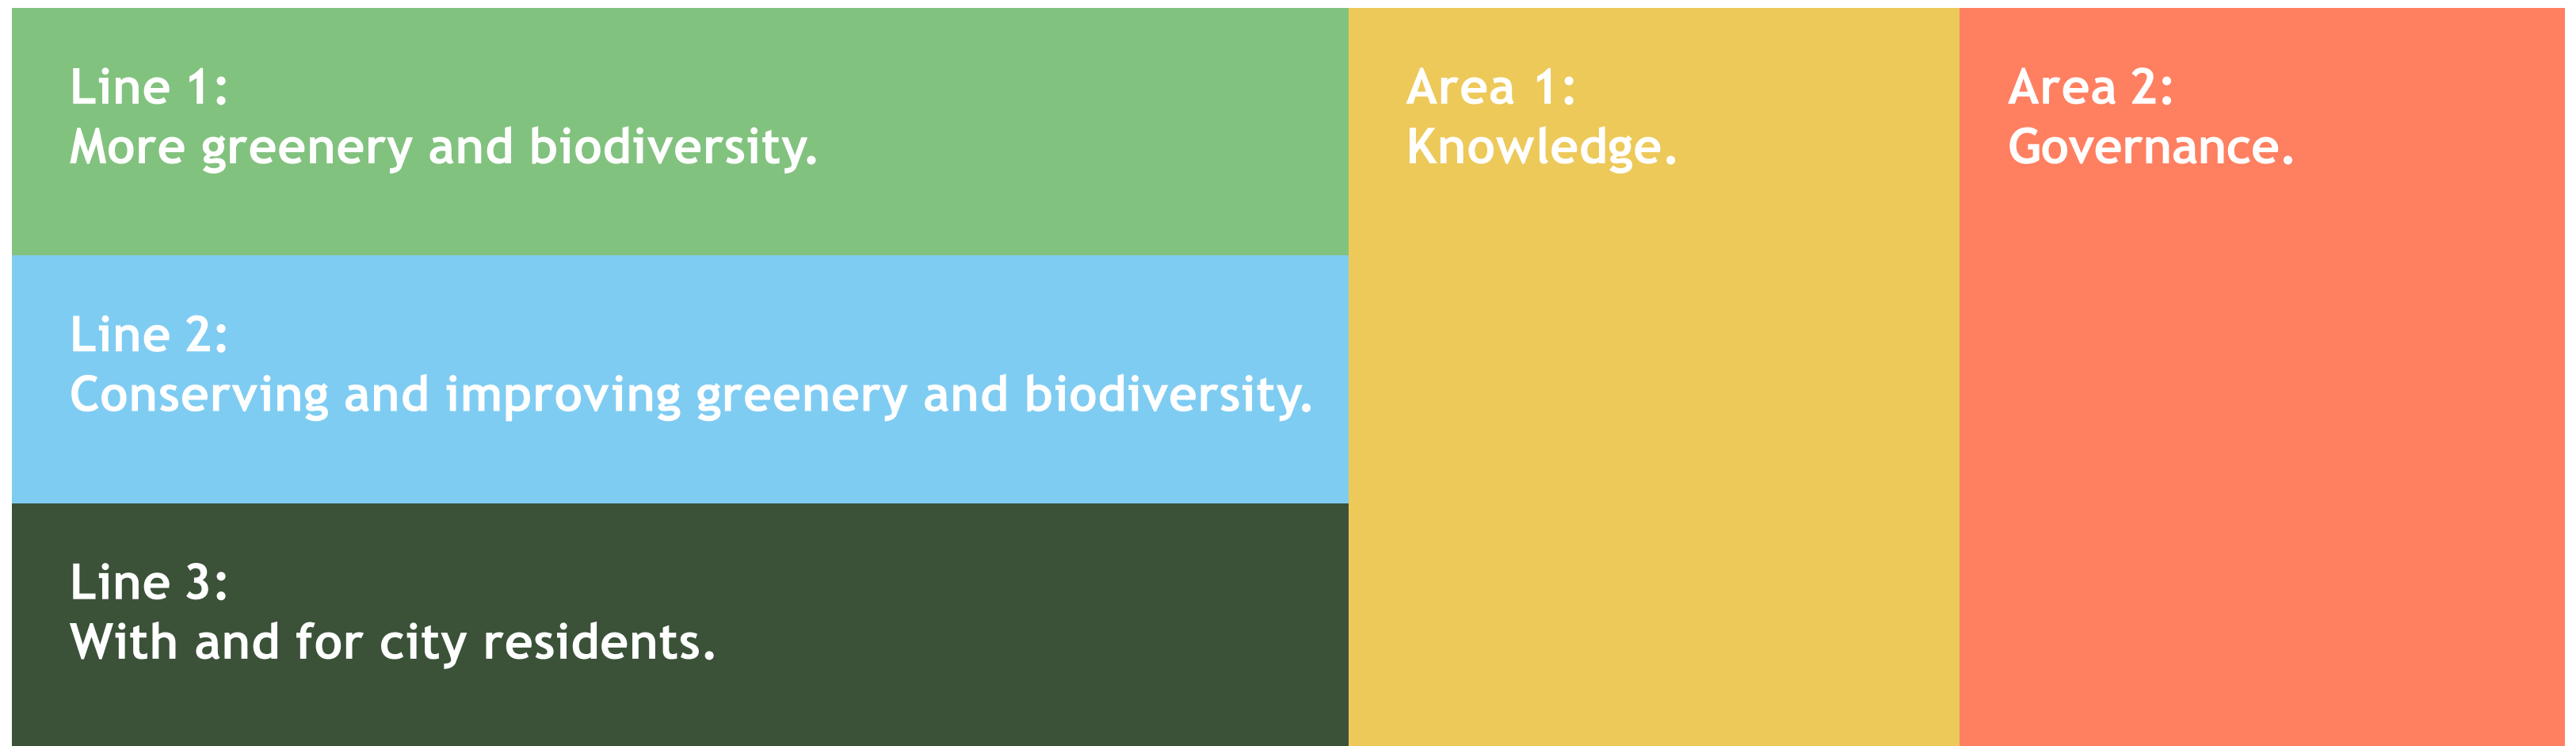 Line 1:
More greenery and biodiversity.
Line 2:
Conserving and improving greenery and biodiversity.
Line 3:
With and for city residents.
Area 1:
Knowledge.
Area 2:
Governance.